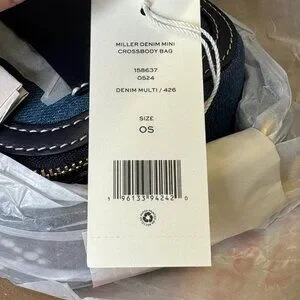 MILLER DENIM MINI
CROSSBODY BAG
158637
0524
DENIM MULTI / 426
SIZE
OS
1 96133 94242 0